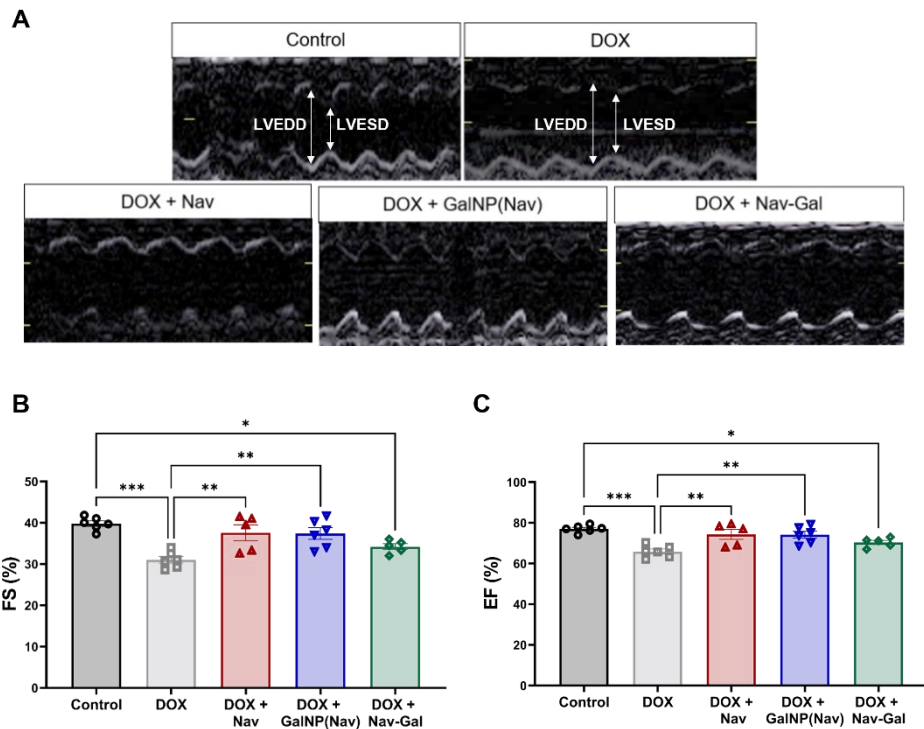 A
Control
DOX
LVEDD
LVESD
LVEDD
LVESD
DOX + Nav
DOX + GalNP(Nav)
DOX + Nav-Gal
B
*
**
***
**
FS (%)
50
40
30
20
10
0
Control
DOX
DOX +
Nav
DOX +
GalNP(Nav)
DOX +
Nav-Gal
C
*
**
***
**
EF (%)
100
80
60
40
20
0
Control
DOX
DOX +
Nav
DOX +
GalNP(Nav)
DOX +
Nav-Gal